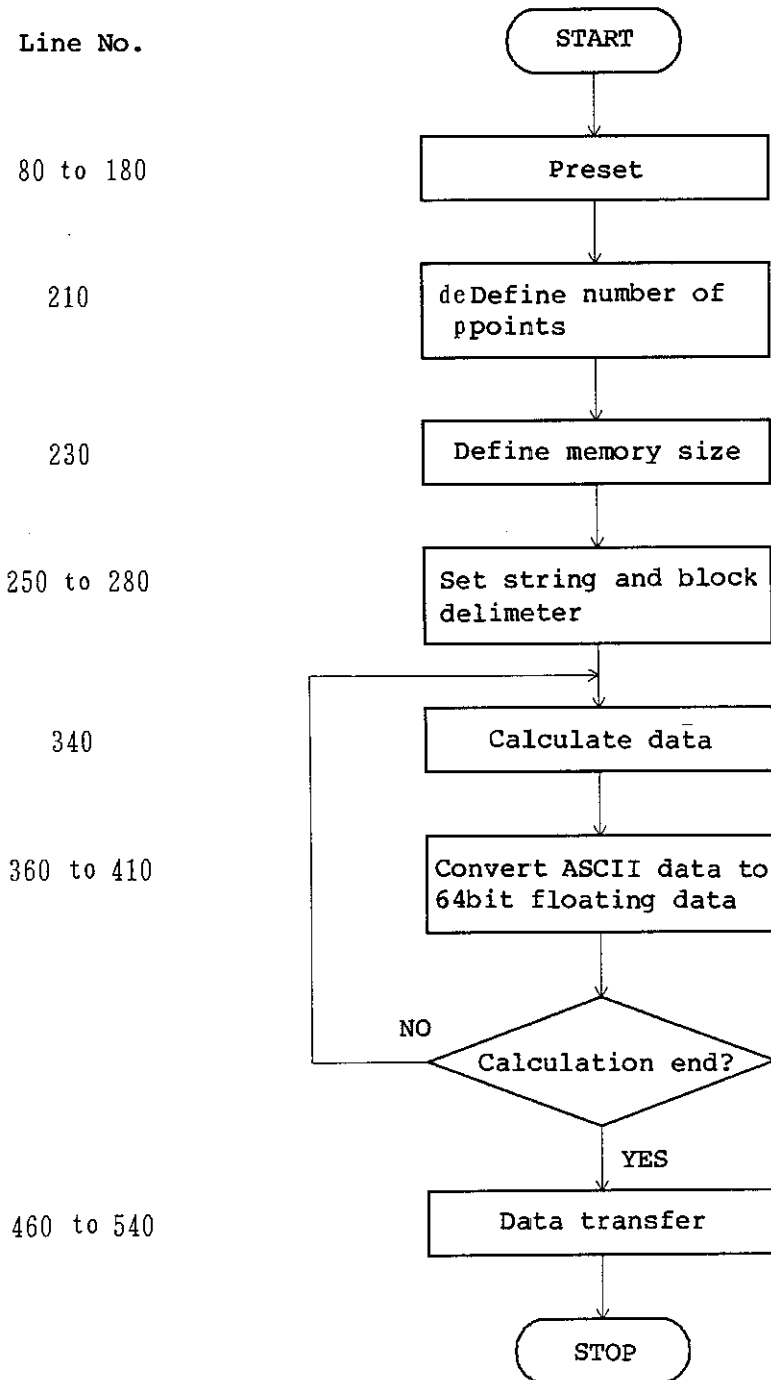 Line No.
START
80 to 180
Preset
210
deDefine number of
ppoints
230
Define memory size
250 to 280
Set string and block
delimeter
340
Calculate data
360 to 410
Convert ASCII data to
64bit floating data
NO
Calculation end?
YES
460 to 540
Data transfer
STOP